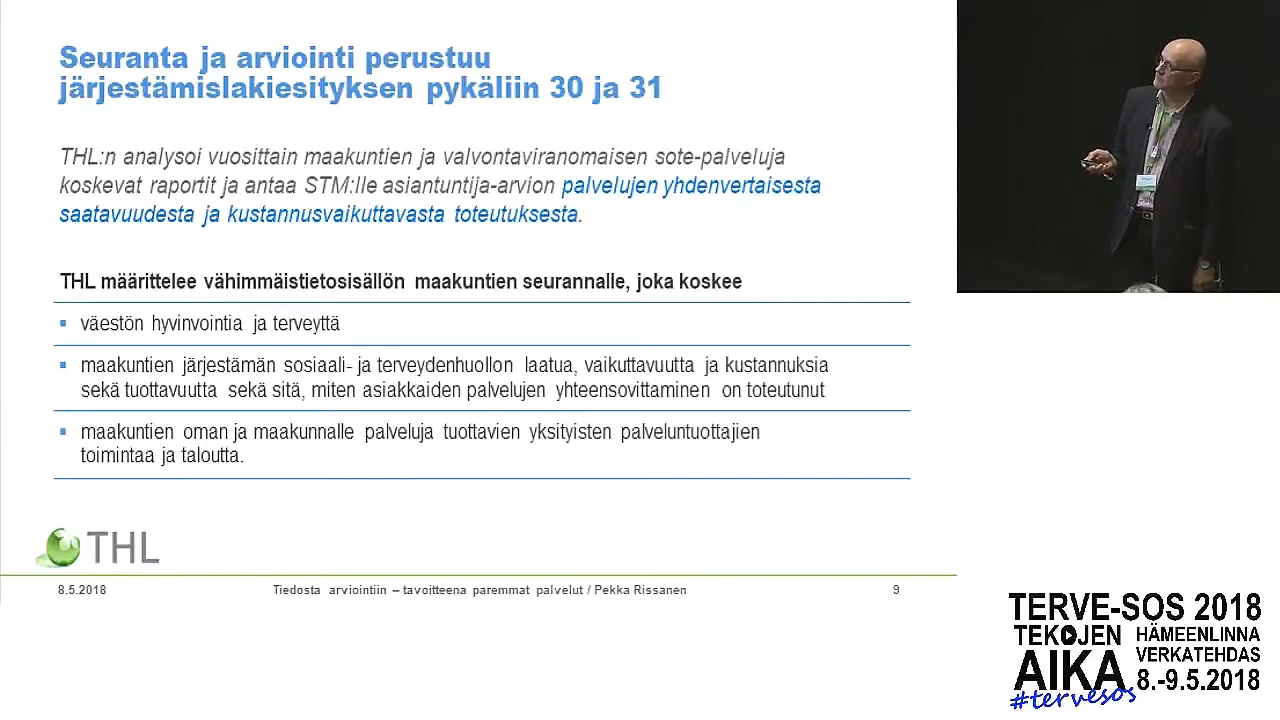 Seuranta ja arviointi perustuu
järjestämislakiesityksen pykäliin 30 ja 31
THL:n analysoi vuosittain maakuntien ja valvontaviranomaisen sote-palveluja
koskevat raportit ja antaa STM:lle asiantuntija-arvion palvelujen yhdenvertaisesta
saatavuudesta ja kustannusvaikuttavasta toteutuksesta.
THL määrittelee vähimmäistietosisällön maakuntien seurannalle, joka koskee
▪ väestön hyvinvointia ja terveyttä
▪ maakuntien järjestämän sosiaali- ja terveydenhuollon laatua, vaikuttavuutta ja kustannuksia
sekä tuottavuutta sekä sitä, miten asiakkaiden palvelujen yhteensovittaminen on toteutunut
▪ maakuntien oman ja maakunnalle palveluja tuottavien yksityisten palveluntuottajien
toimintaa ja taloutta.
THL
8.5.2018 Tiedosta arviointiin – tavoitteena paremmat palvelut / Pekka Rissanen 9
TERVE-SOS 2018
TEKOJEN
AIKA
HÄMEENLINNA
VERKATEHDAS
8.-9.5.2018
#tervesos